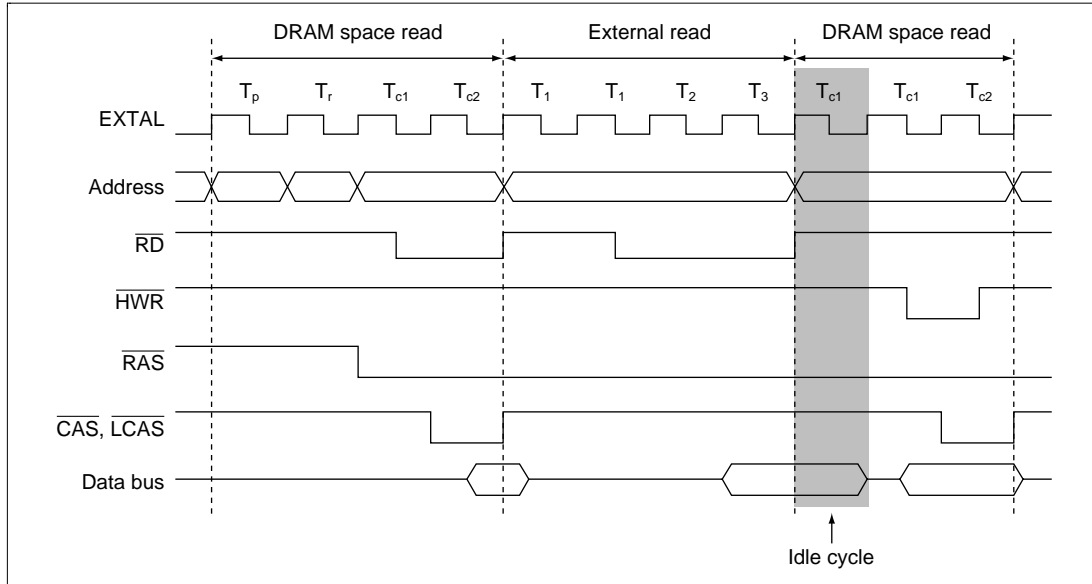 DRAM space read External read DRAM space read
Tp Tr Tc1 Tc2 T1 T1 T2 T3 Tc1 Tc1 Tc2
EXTAL
Address
RD
HWR
RAS
CAS, LCAS
Data bus
Idle cycle